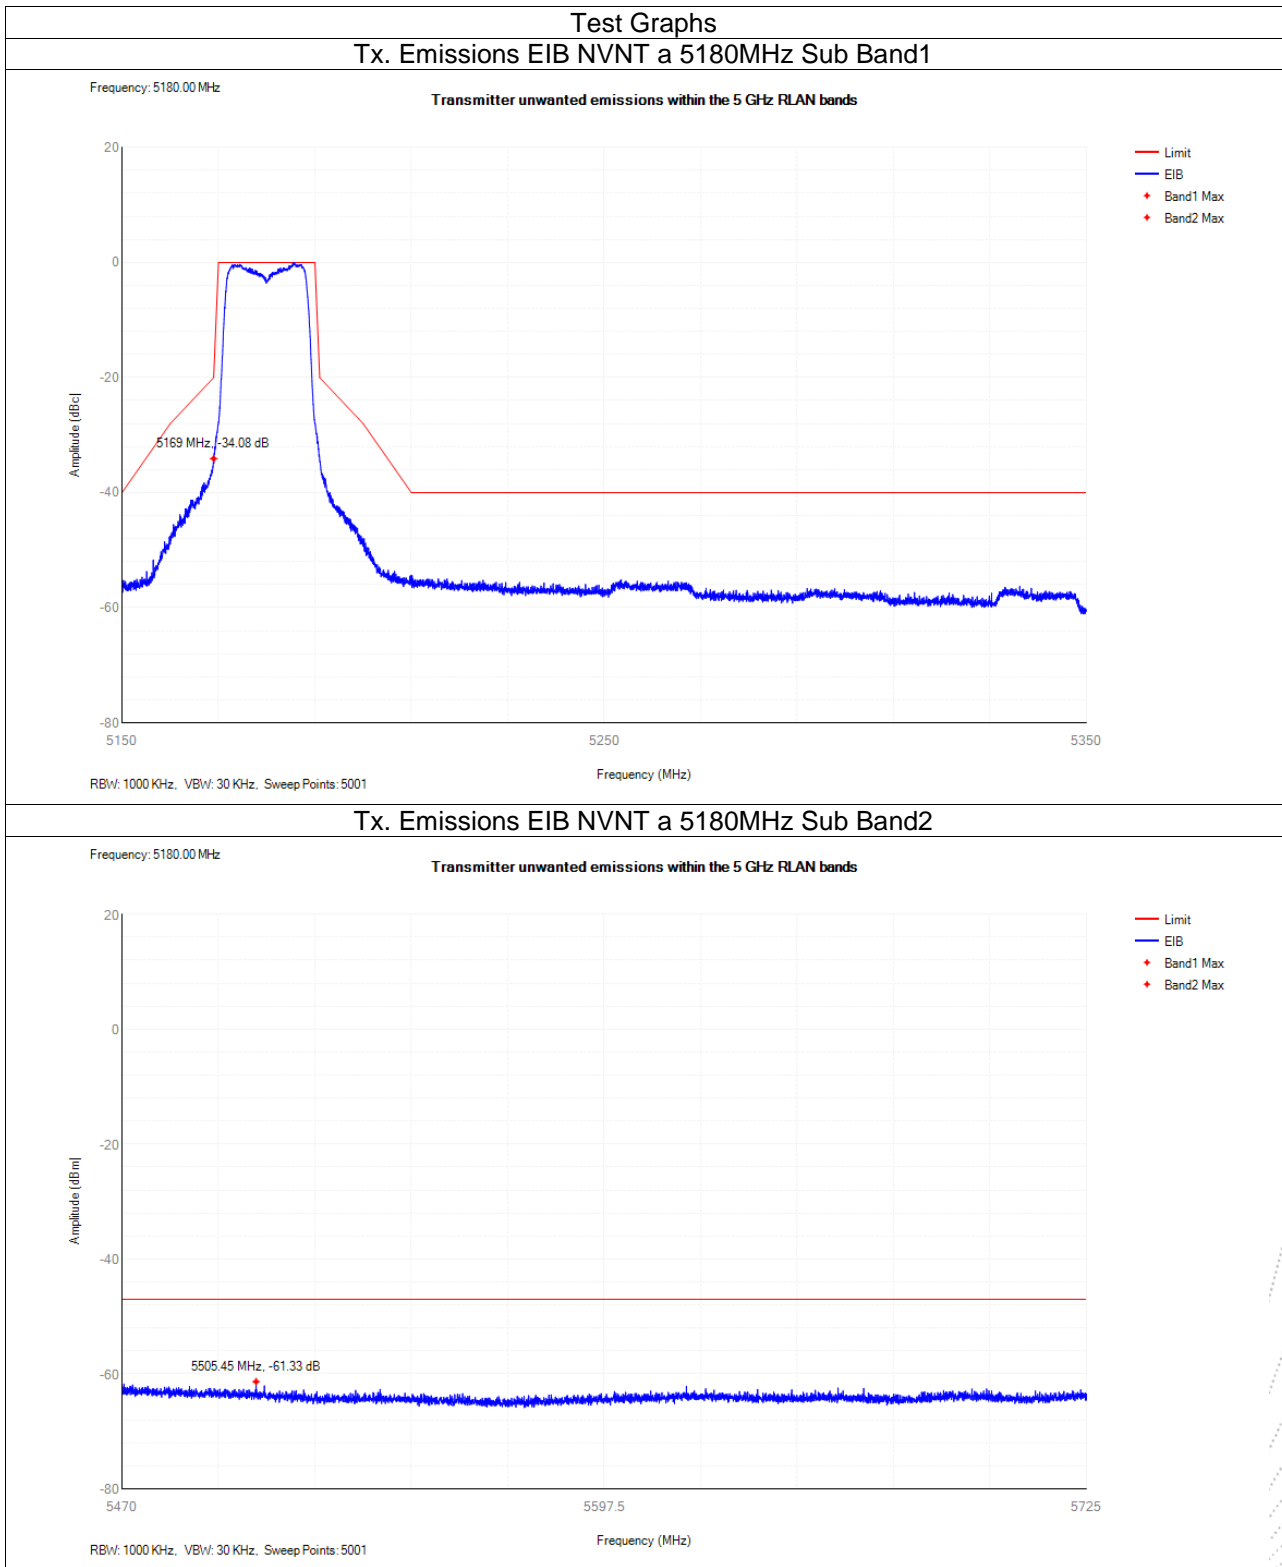 Test Graphs
Tx. Emissions EIB NVNT a 5180MHz Sub Band1
Frequency: 5180.00 MHz
Transmitter unwanted emissions within the 5 GHz RLAN bands
20
0
-20
-40
-60
-80
Amplitude [dBc]
5169 MHz, -34.08 dB
Limit
EIB
Band1 Max
Band2 Max
5150
5250
5350
Frequency (MHz)
RBW: 1000 KHz, VBW: 30 KHz, Sweep Points: 5001
Tx. Emissions EIB NVNT a 5180MHz Sub Band2
Frequency: 5180.00 MHz
Transmitter unwanted emissions within the 5 GHz RLAN bands
20
0
-20
-40
-60
-80
Amplitude [dBm]
5505.45 MHz, -61.33 dB
Limit
EIB
Band1 Max
Band2 Max
5470
5597.5
5725
Frequency (MHz)
RBW: 1000 KHz, VBW: 30 KHz, Sweep Points: 5001